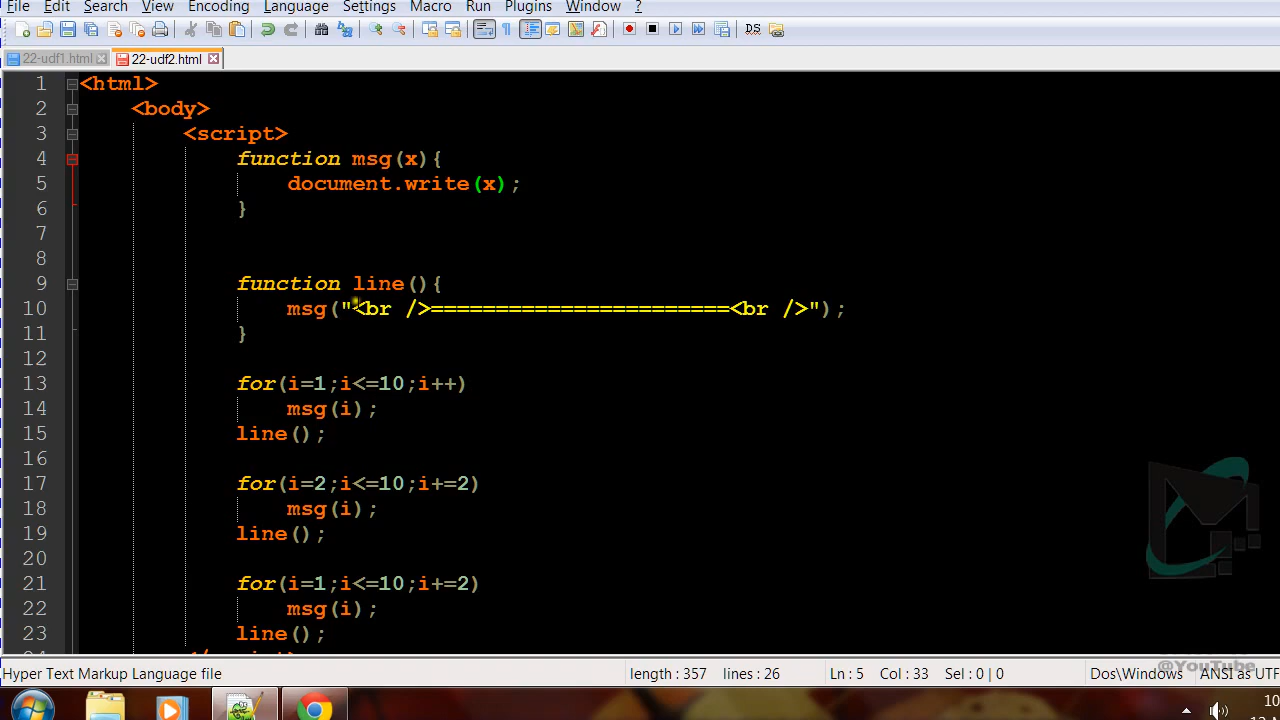 File Edit Search View Encoding Language Settings Macro Run Plugins Window ?
22-udf1.html 22-udf2.html
1 <html>
2 <body>
3 <script>
4 function msg(x){
5 document.write(x);
6 }
7
8
9 function line(){
10 msg("<br />=======================<br />");
11 }
12
13 for(i=1;i<=10;i++)
14 msg(i);
15 line();
16
17 for(i=2;i<=10;i+=2)
18 msg(i);
19 line();
20
21 for(i=1;i<=10;i+=2)
22 msg(i);
23 line();
@YouTube
Hyper Text Markup Language file length : 357 lines : 26 Ln : 5 Col : 33 Sel : 0 | 0 Dos\Windows ANSI as UTF
10